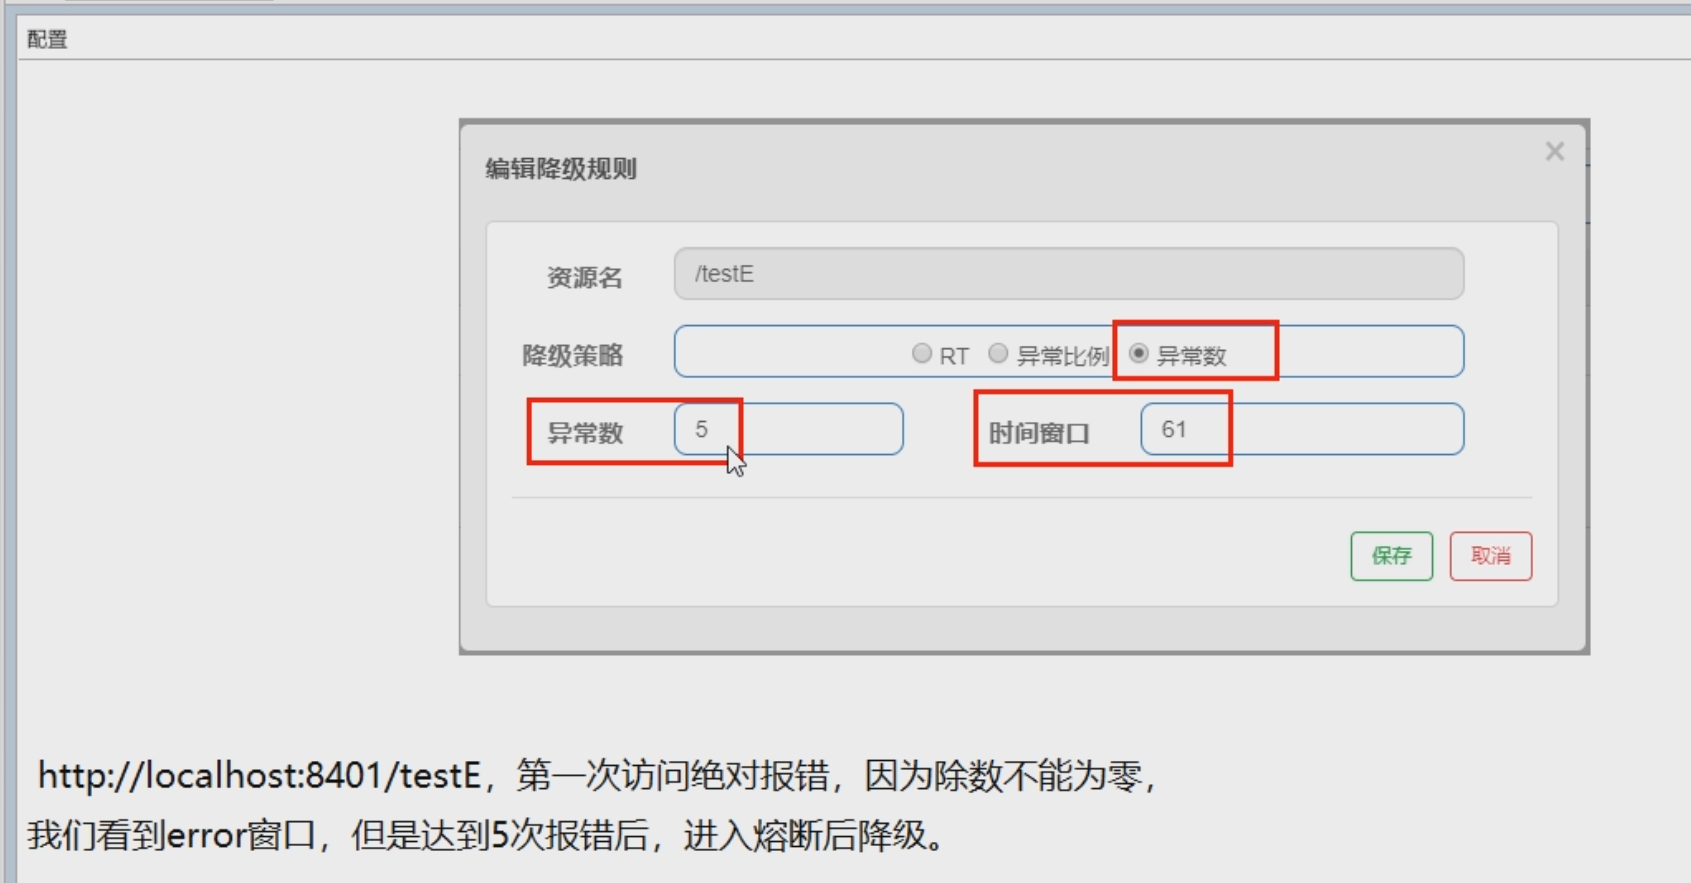 配置
编辑降级规则
×
资源名 /testE
降级策略 RT 异常比例 异常数
异常数 5 时间窗口 61
保存 取消
http://localhost:8401/testE，第一次访问绝对报错，因为除数不能为零，
我们看到error窗口，但是达到5次报错后，进入熔断后降级。